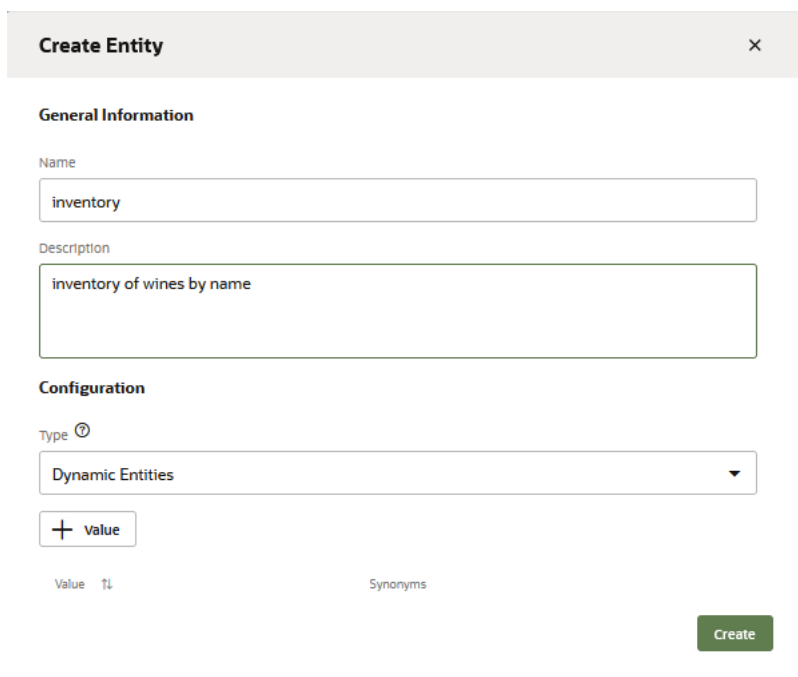 Create Entity
General Information
Name
inventory
Description
inventory of wines by name
Configuration
Type
Dynamic Entities
Value
Value Synonyms
Create